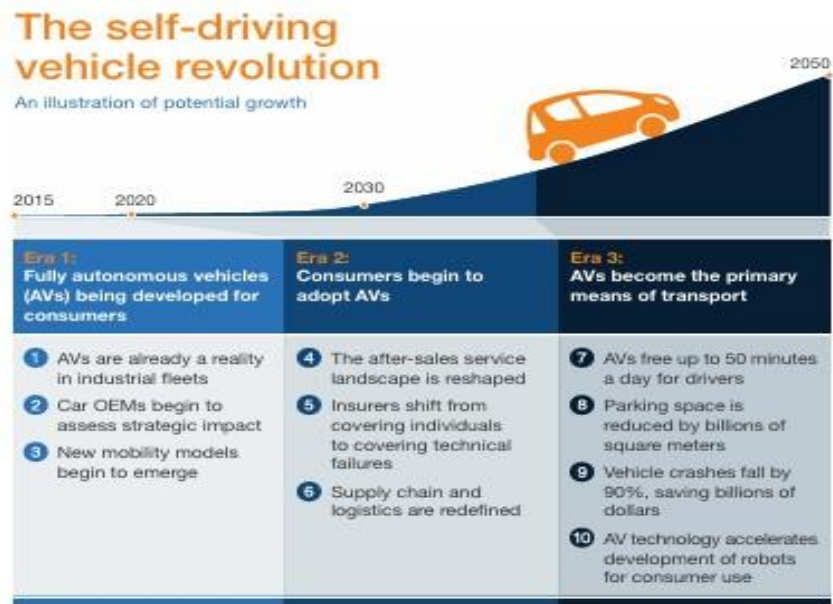 The self-driving
vehicle revolution
An illustration of potential growth
2015
2020
2030
2050
Era 1:
Fully autonomous vehicles
(AVs) being developed for
consumers
1 AVs are already a reality
in industrial fleets
2 Car OEMs begin to
assess strategic impact
3 New mobility models
begin to emerge
Era 2:
Consumers begin to
adopt AVs
4 The after-sales service
landscape is reshaped
5 Insurers shift from
covering individuals
to covering technical
failures
6 Supply chain and
logistics are redefined
Era 3:
AVs become the primary
means of transport
7 AVs free up to 50 minutes
a day for drivers
8 Parking space is
reduced by billions of
square meters
9 Vehicle crashes fall by
90%, saving billions of
dollars
10 AV technology accelerates
development of robots
for consumer use